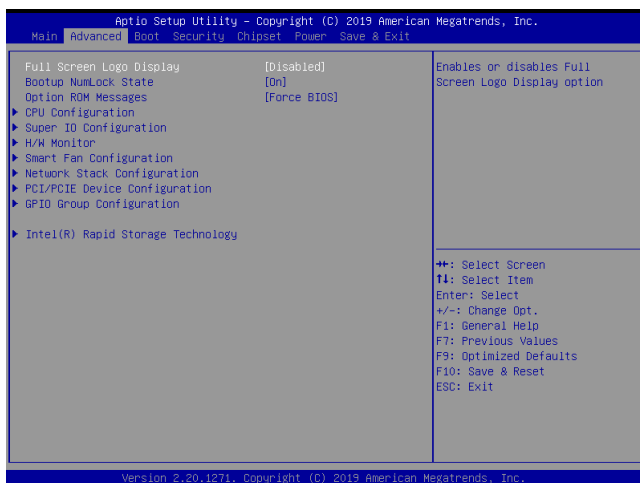 Aptio Setup Utility – Copyright (C) 2019 American Megatrends, Inc.
Main Advanced Boot Security Chipset Power Save & Exit
Full Screen Logo Display [Disabled]
Bootup NumLock State [On]
Option ROM Messages [Force BIOS]
CPU Configuration
Super IO Configuration
H/W Monitor
Smart Fan Configuration
Network Stack Configuration
PCI/PCIE Device Configuration
GPIO Group Configuration
Intel(R) Rapid Storage Technology
Enables or disables Full
Screen Logo Display option
→←: Select Screen
↑↓: Select Item
Enter: Select
+/-: Change Opt.
F1: General Help
F7: Previous Values
F9: Optimized Defaults
F10: Save & Reset
ESC: Exit
Version 2.20.1271. Copyright (C) 2019 American Megatrends, Inc.